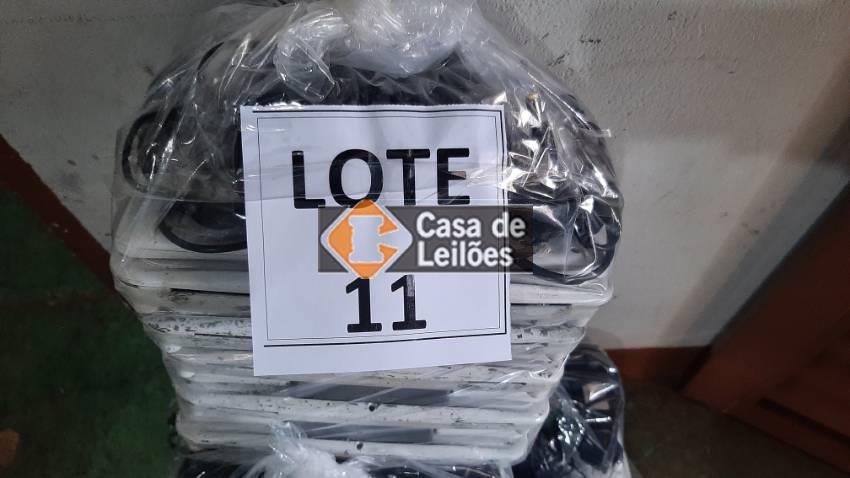 LOTE
Casa de
Leilões
11